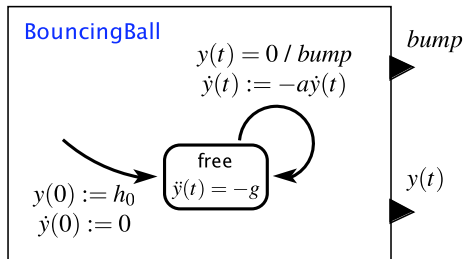 BouncingBall
bump
y(t) = 0 / bump
ẏ(t) := −aẏ(t)
free
ÿ(t) = −g
y(t)
y(0) := h₀
ẏ(0) := 0